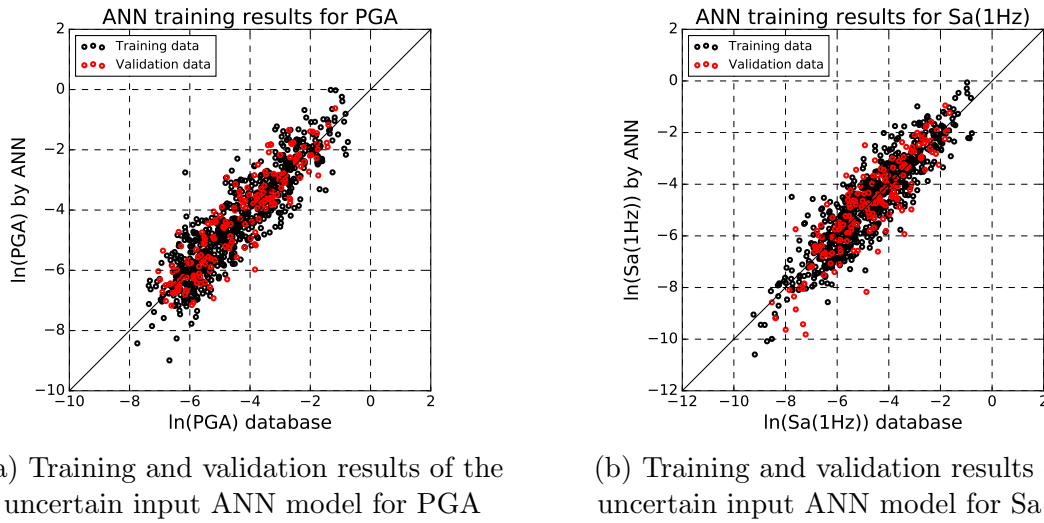 ANN training results for PGA
2
0
−2
−4
−6
−8
−10
ln(PGA) by ANN
Training data
Validation data
−10 −8 −6 −4 −2 0 2
ln(PGA) database
a) Training and validation results of the
uncertain input ANN model for PGA
ANN training results for Sa(1Hz)
2
0
−2
−4
−6
−8
−10
−12
ln(Sa(1Hz)) by ANN
Training data
Validation data
−12 −10 −8 −6 −4 −2 0 2
ln(Sa(1Hz)) database
(b) Training and validation results
uncertain input ANN model for Sa